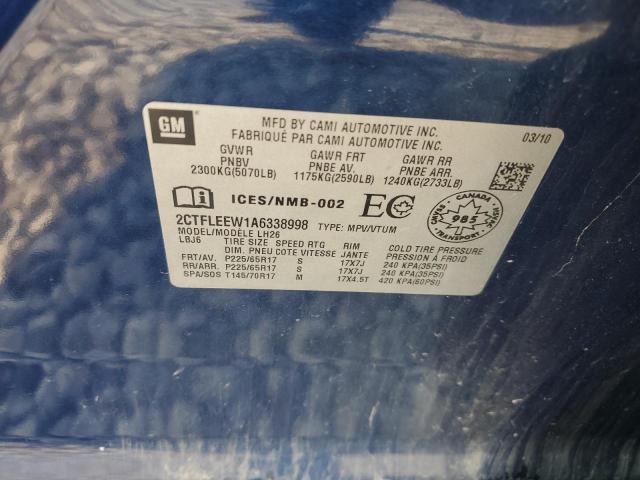 GM
MFD BY CAMI AUTOMOTIVE INC.
FABRIQUÉ PAR CAMI AUTOMOTIVE INC.
03/10
GVWR GAWR FRT GAWR RR
PNBV PNBE AV. PNBE ARR.
2300KG(5070LB) 1175KG(2590LB) 1240KG(2733LB)
ICES/NMB-002 EC
CANADA
985
2CTFLEEW1A6338998 TYPE: MPV/VTUM
MODEL/MODÈLE LH26
LBJ6 TIRE SIZE SPEED RTG RIM COLD TIRE PRESSURE
DIM. PNEU COTE VITESSE JANTE PRESSION À FROID
FRT/AV. P225/65R17 S 17X7J 240 KPA(35PSI)
RR/ARR. P225/65R17 S 17X7J 240 KPA(35PSI)
SPA/SOS T145/70R17 M 17X4.5T 420 KPA(60PSI)